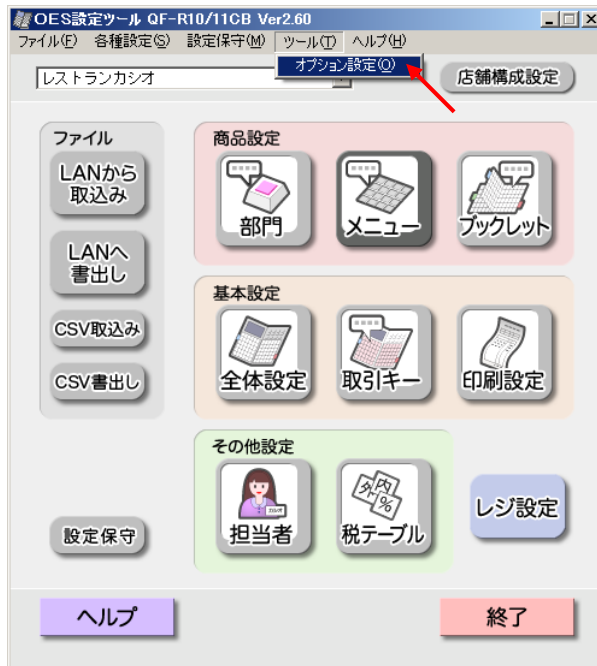 OES設定ツール QF-R10/11CB Ver2.60
ファイル(F) 各種設定(S) 設定保守(M) ツール(T) ヘルプ(H)
オプション設定(O)
レストランカシオ
店舗構成設定
ファイル
LANから
取込み
LANへ
書出し
CSV取込み
CSV書出し
設定保守
商品設定
部門
メニュー
ブックレット
基本設定
全体設定
取引キー
印刷設定
その他設定
担当者
外内
%
税テーブル
レジ設定
ヘルプ
終了